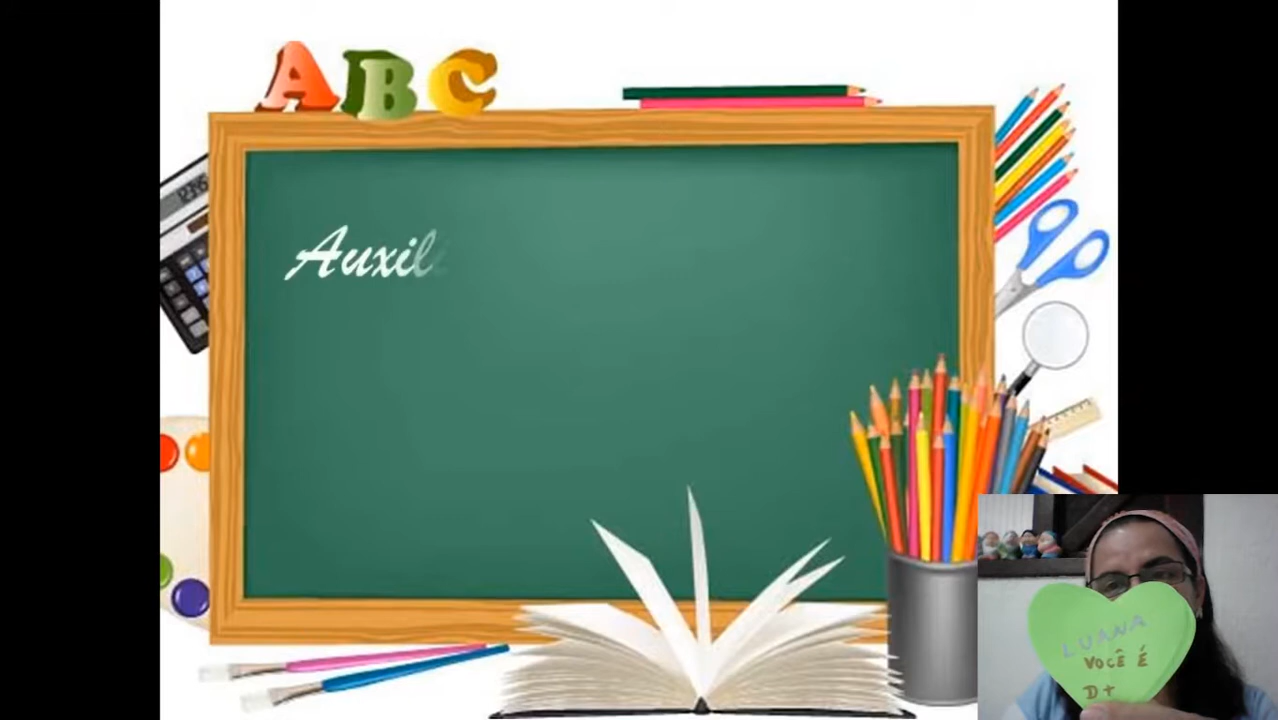 ABC
Auxil
LUANA
VOCÊ É
D+